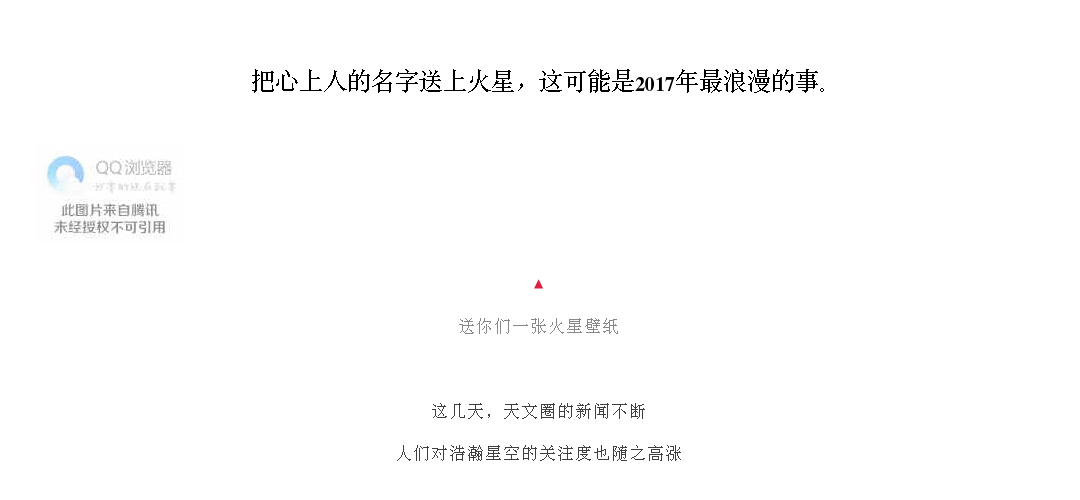 把心上人的名字送上火星，这可能是2017年最浪漫的事。
QQ浏览器
此图片来自腾讯
未经授权不可引用
▲
送你们一张火星壁纸
这几天，天文圈的新闻不断
人们对浩瀚星空的关注度也随之高涨